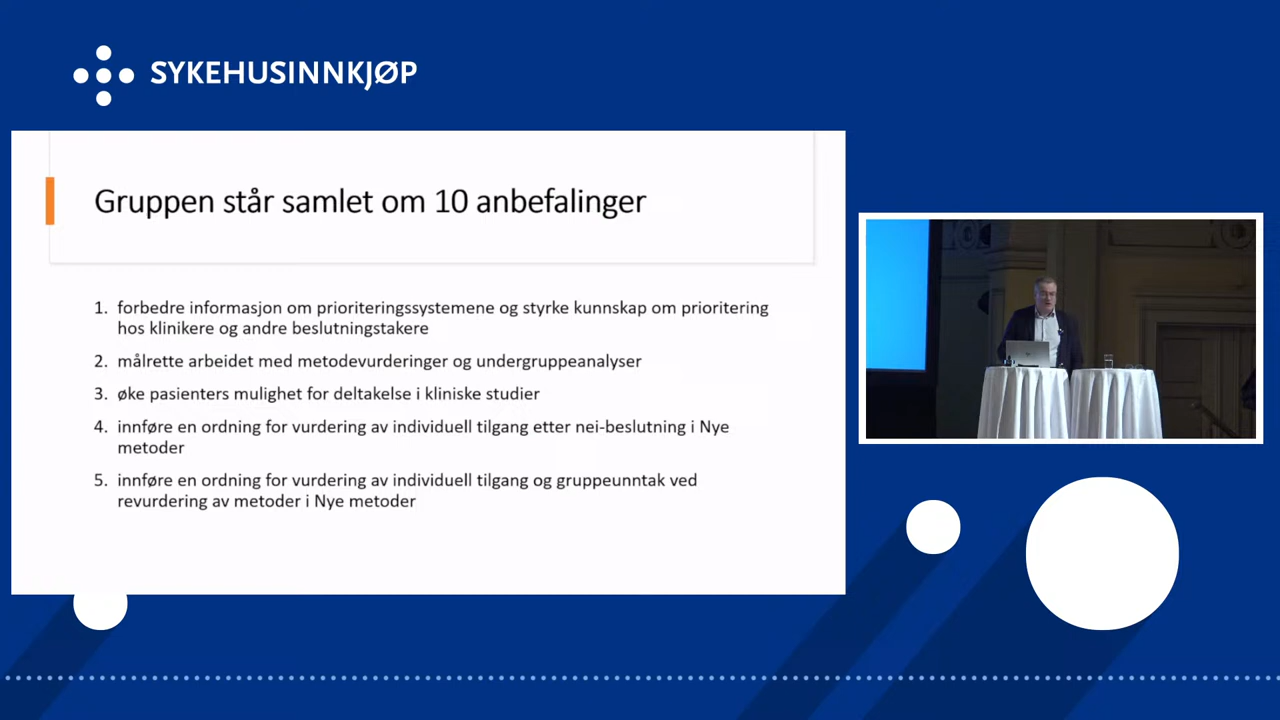 SYKEHUSINNKJØP
Gruppen står samlet om 10 anbefalinger
1. forbedre informasjon om prioriteringssystemene og styrke kunnskap om prioritering
hos klinikere og andre beslutningstakere
2. målrette arbeidet med metodevurderinger og undergruppeanalyser
3. øke pasienters mulighet for deltakelse i kliniske studier
4. innføre en ordning for vurdering av individuell tilgang etter nei-beslutning i Nye
metoder
5. innføre en ordning for vurdering av individuell tilgang og gruppeunntak ved
revurdering av metoder i Nye metoder